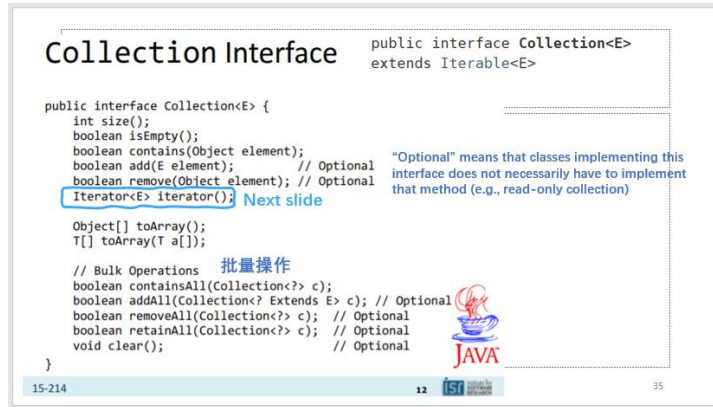 Collection Interface
public interface Collection<E>
extends Iterable<E>
public interface Collection<E> {
int size();
boolean isEmpty();
boolean contains(Object element);
boolean add(E element); // Optional
boolean remove(Object element); // Optional
Iterator<E> iterator();
Next slide
"Optional" means that classes implementing this
interface does not necessarily have to implement
that method (e.g., read-only collection)
Object[] toArray();
T[] toArray(T a[]);
// Bulk Operations
批量操作
boolean containsAll(Collection<?> c);
boolean addAll(Collection<? Extends E> c); // Optional
boolean removeAll(Collection<?> c); // Optional
boolean retainAll(Collection<?> c); // Optional
void clear(); // Optional
}
JAVA
15-214
12
isr
institute for
SOFTWARE
RESEARCH
35